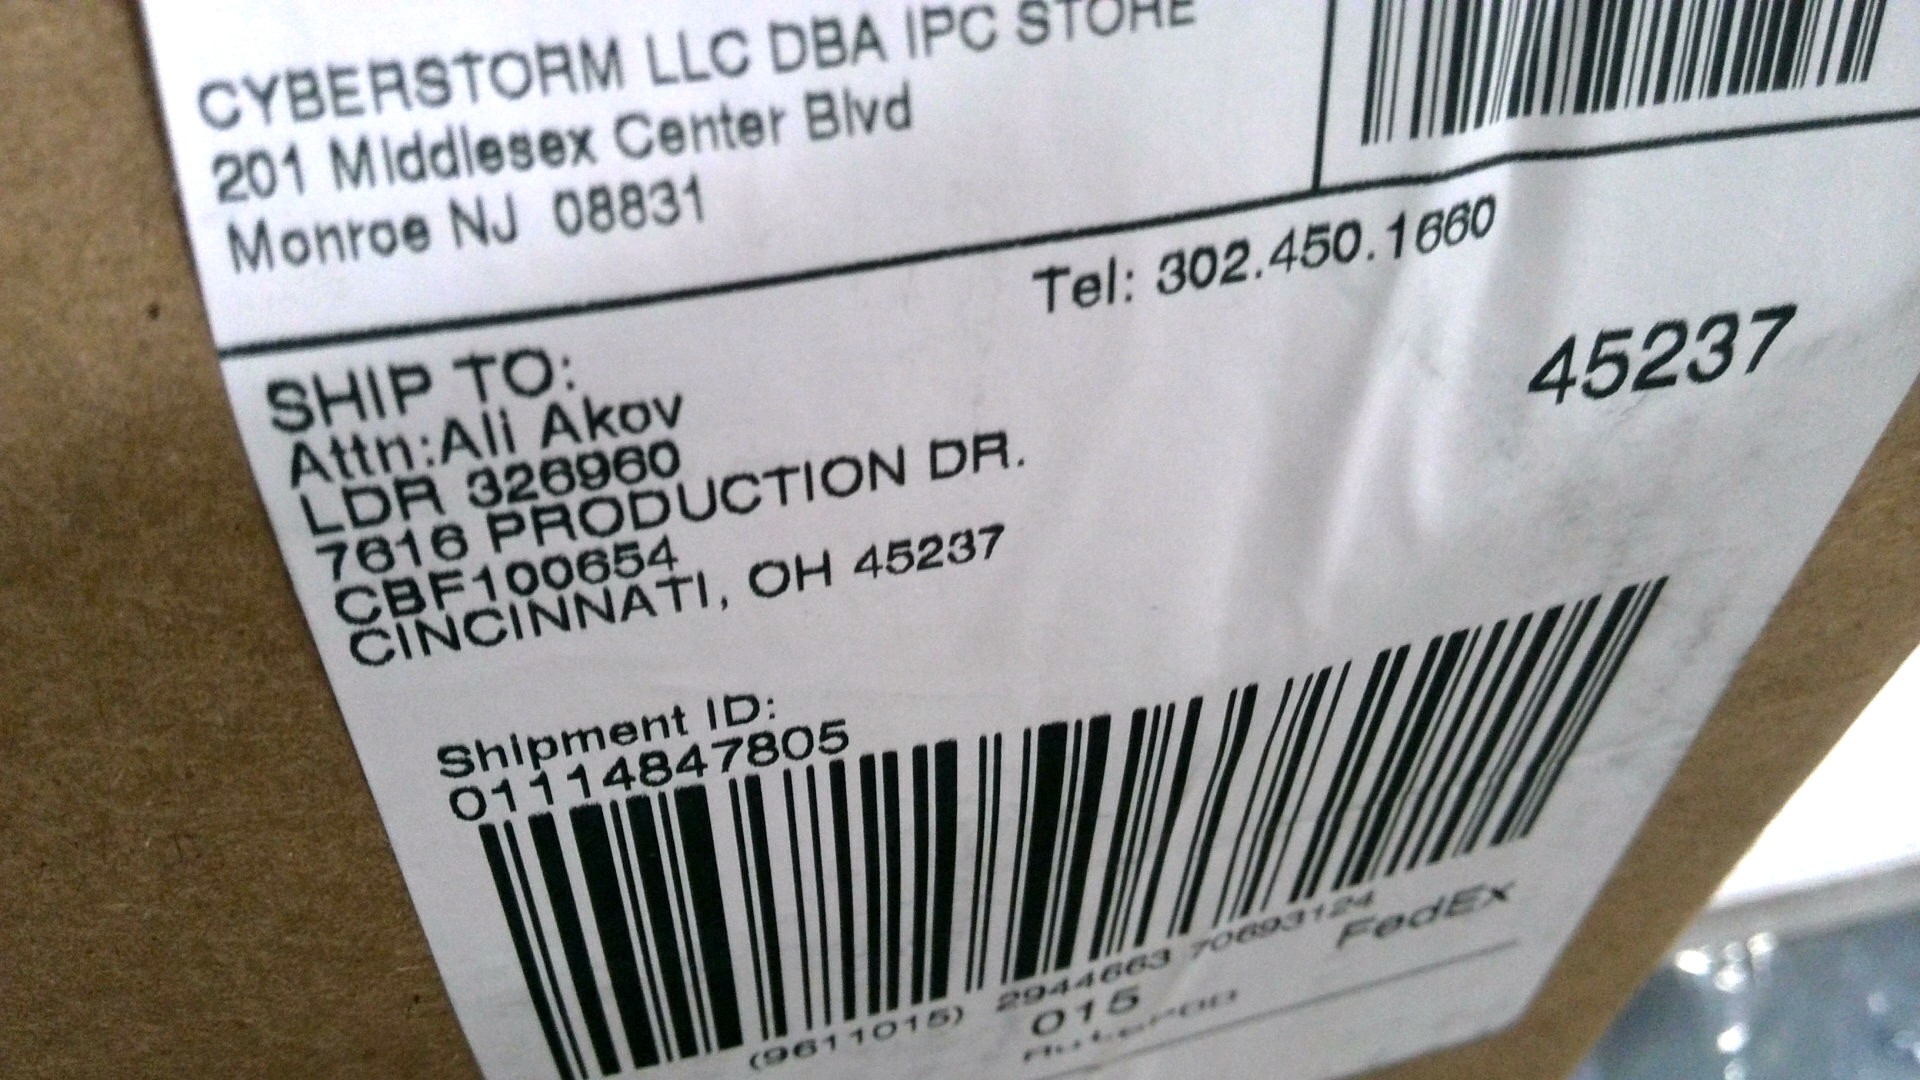 CYBERSTORM LLC DBA IPC STORE
201 Middlesex Center Blvd
Monroe NJ 08831
Tel: 302.450.1660
45237
SHIP TO:
Attn:Ali Akov
LDR 326960
7616 PRODUCTION DR.
CBF100654
CINCINNATI, OH 45237
Shipment ID:
01114847805
(9611015) 2944663 70693124
015
FedEx